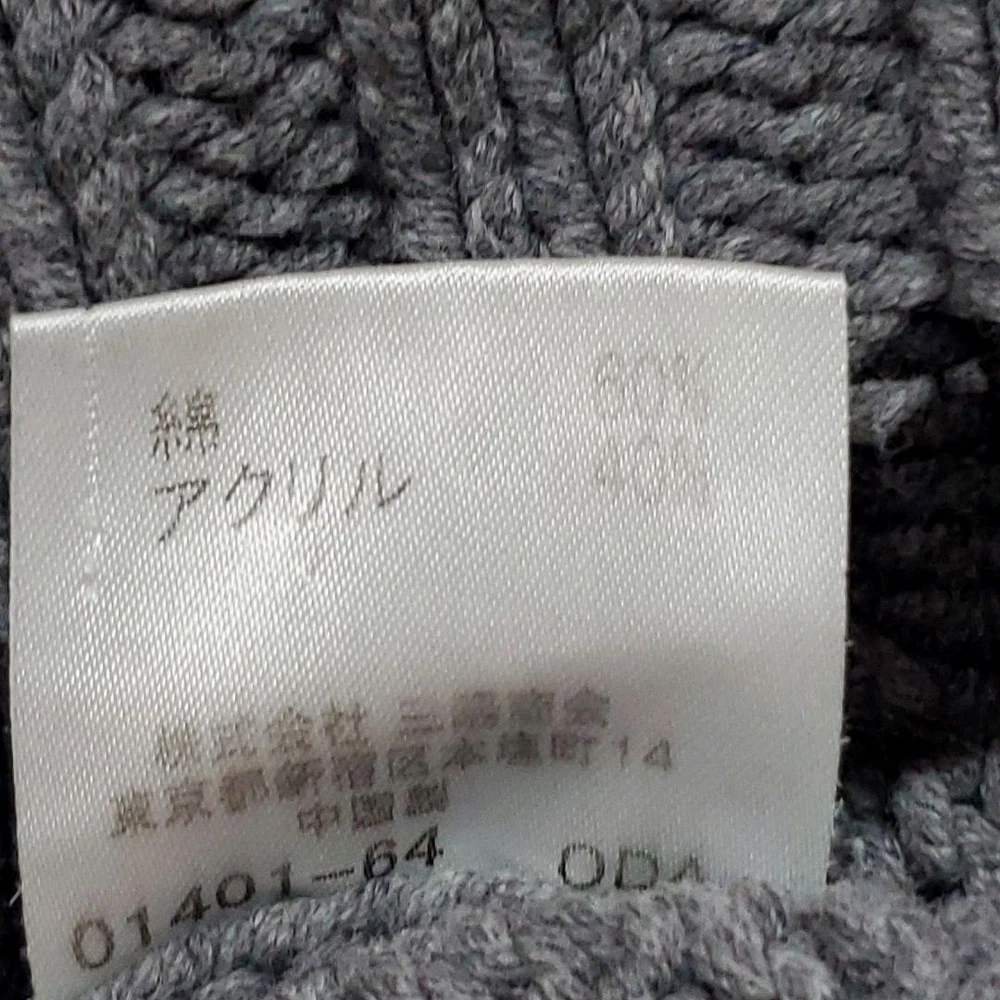 綿 60%
アクリル 40%
株式会社 三陽商会
東京都新宿区本塩町14
中国製
01401-64 0DA